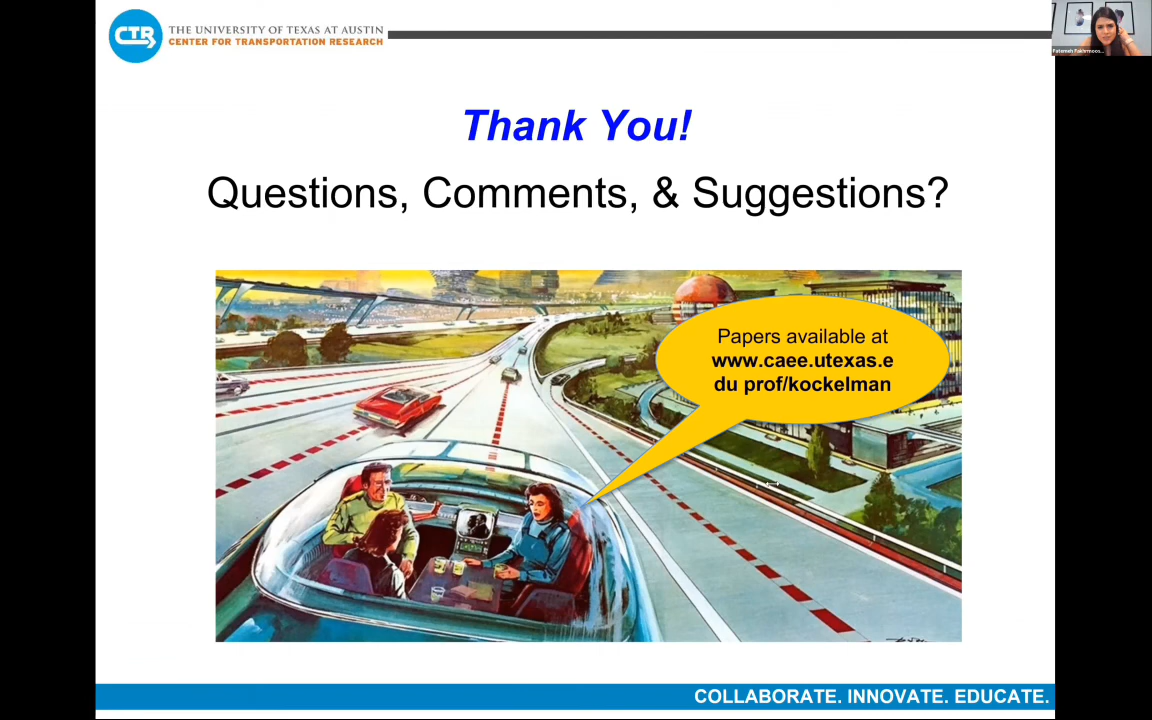 CTR
THE UNIVERSITY OF TEXAS AT AUSTIN
CENTER FOR TRANSPORTATION RESEARCH
Thank You!
Questions, Comments, & Suggestions?
Papers available at
www.caee.utexas.e
du prof/kockelman
COLLABORATE. INNOVATE. EDUCATE.